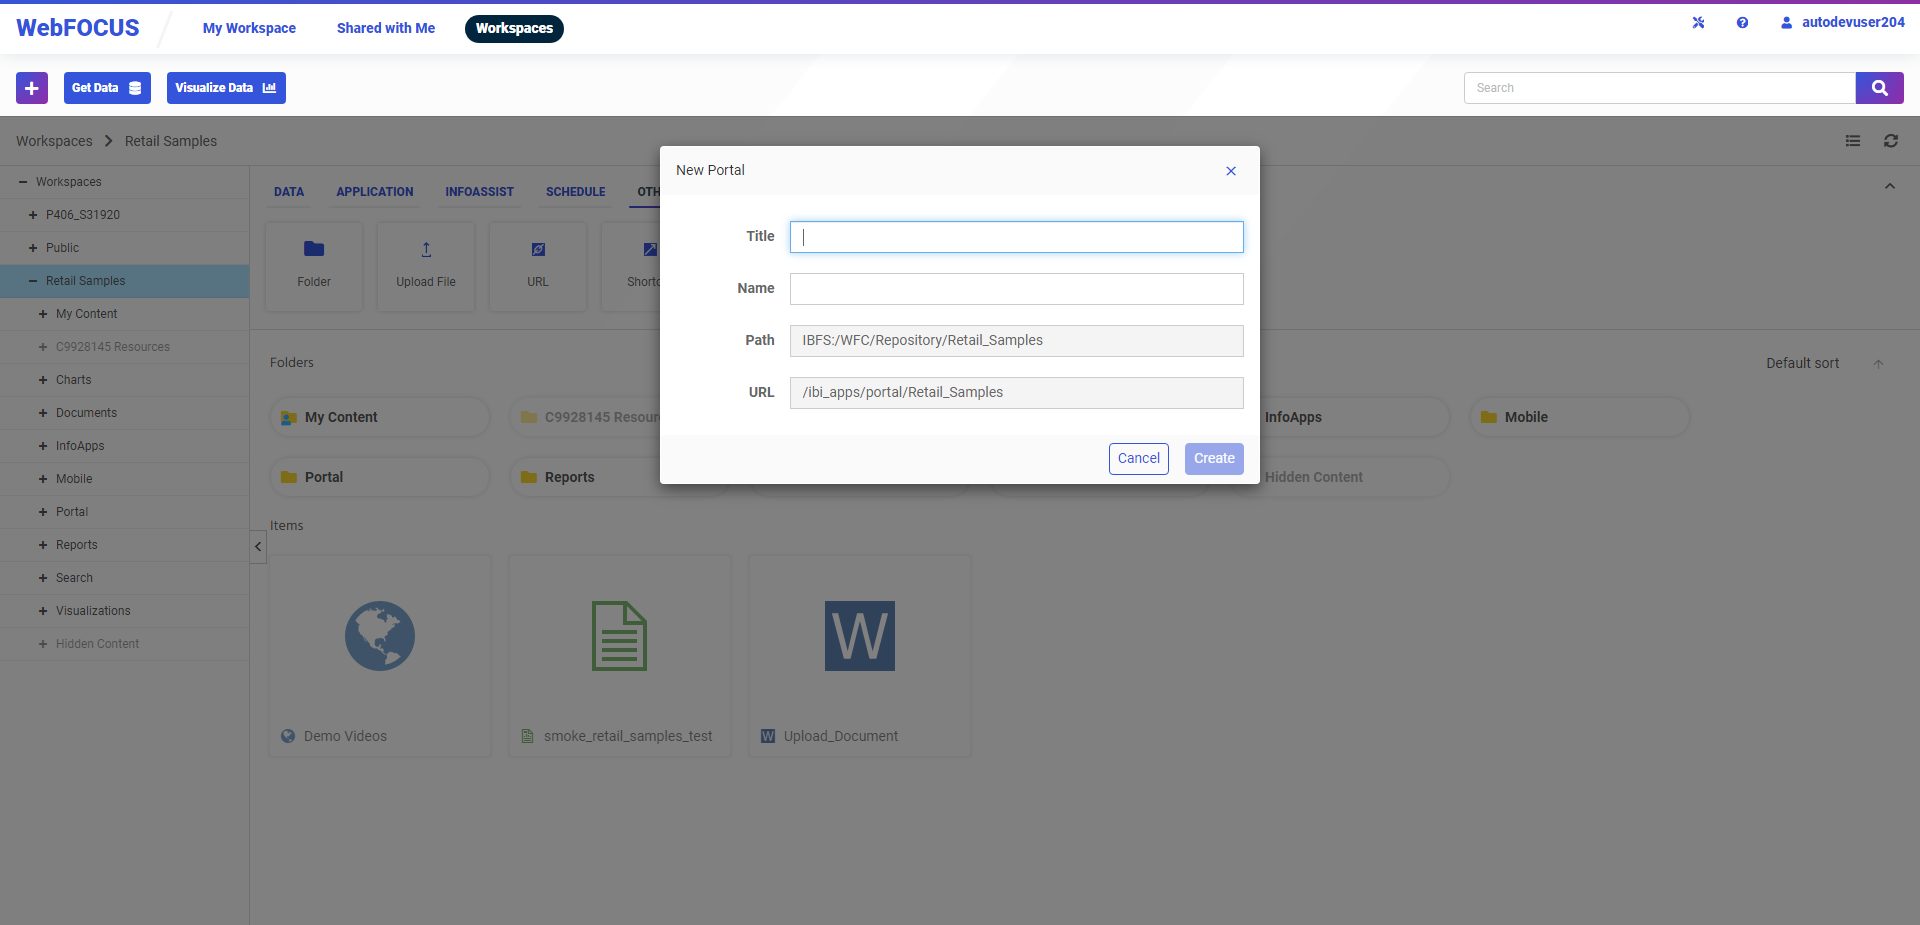 WebFOCUS
My Workspace
Shared with Me
Workspaces
autodevuser204
Get Data
Visualize Data
Search
Workspaces
Retail Samples
Workspaces
P406_S31920
Public
Retail Samples
My Content
C9928145 Resources
Charts
Documents
InfoApps
Mobile
Portal
Reports
Search
Visualizations
Hidden Content
DATA
APPLICATION
INFOASSIST
SCHEDULE
OTH
Folder
Upload File
URL
Shortc
Folders
Default sort
My Content
C9928145 Resour
InfoApps
Mobile
Portal
Reports
Hidden Content
Items
Demo Videos
smoke_retail_samples_test
W
Upload_Document
New Portal
Title
Name
Path
IBFS:/WFC/Repository/Retail_Samples
URL
/ibi_apps/portal/Retail_Samples
Cancel
Create